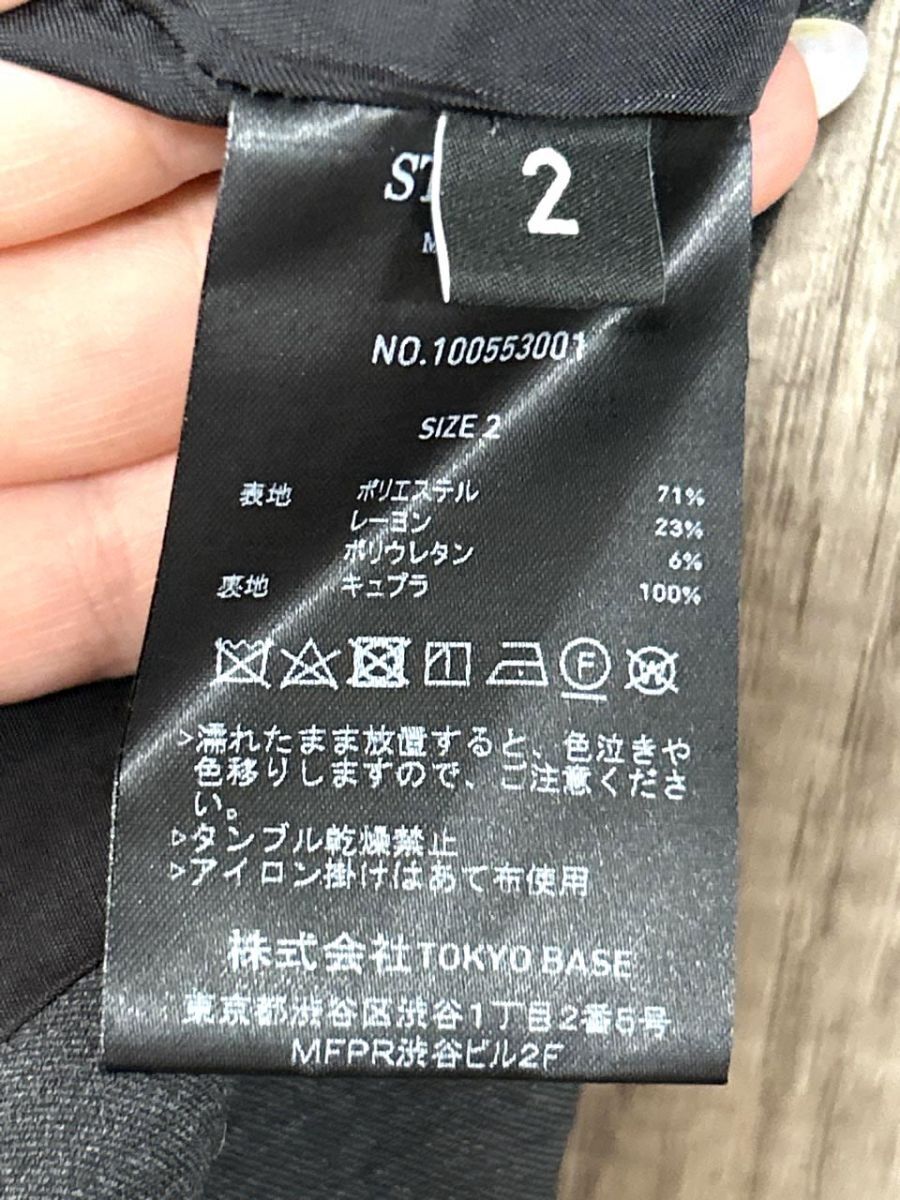 2
NO.100553001
SIZE 2
表地 ポリエステル 71%
レーヨン 23%
ポリウレタン 6%
裏地 キュプラ 100%
F
W
▷濡れたまま放置すると、色泣きや
色移りしますので、ご注意くださ
い。
▷タンブル乾燥禁止
▷アイロン掛けはあて布使用
株式会社TOKYO BASE
東京都渋谷区渋谷1丁目2番5号
MFPR渋谷ビル2F